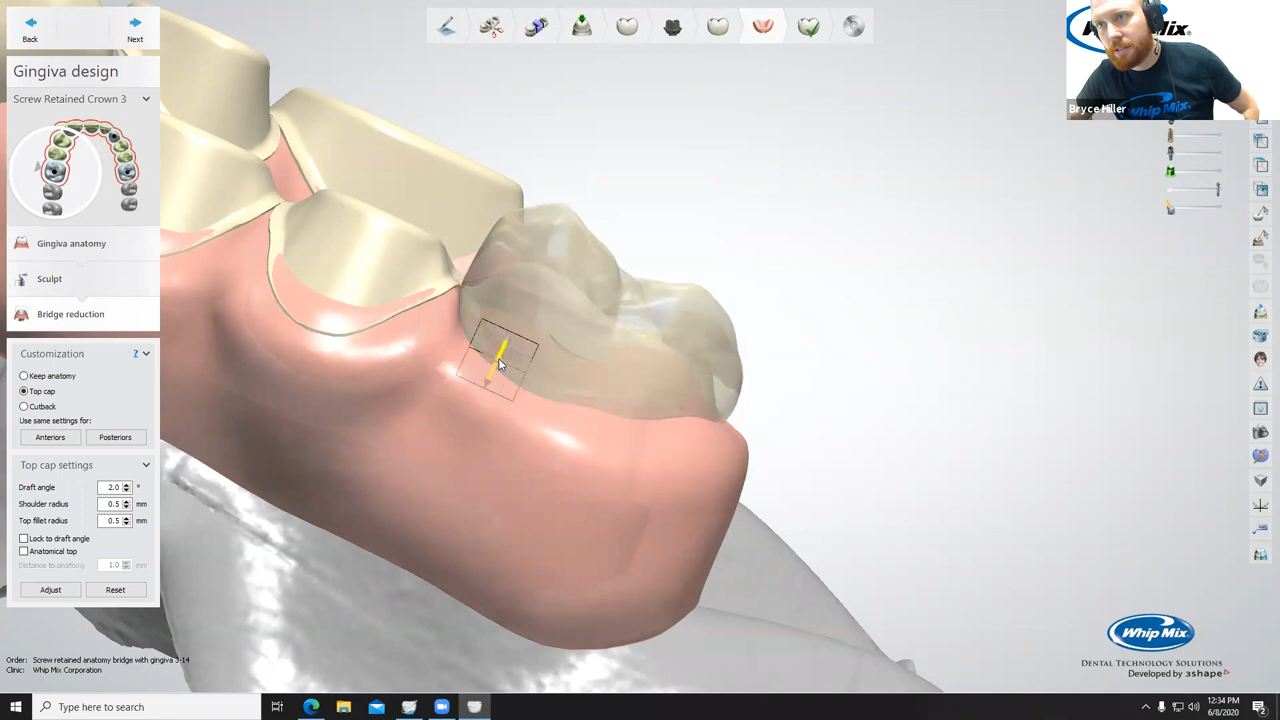 Back
Next
Gingiva design
Screw Retained Crown 3
Gingiva anatomy
Sculpt
Bridge reduction
Customization
?
Keep anatomy
Top cap
Cutback
Use same settings for:
Anteriors
Posteriors
Top cap settings
Draft angle 2.0 °
Shoulder radius 0.5 mm
Top fillet radius 0.5 mm
Lock to draft angle
Anatomical top
Distance to anatomy 1.0 mm
Adjust
Reset
Order: Screw retained anatomy bridge with gingiva 3-14
Clinic: Whip Mix Corporation
Bryce Hiller
Whip Mix®
DENTAL TECHNOLOGY SOLUTIONS
Developed by 3shape
Type here to search
12:34 PM
6/8/2020
2